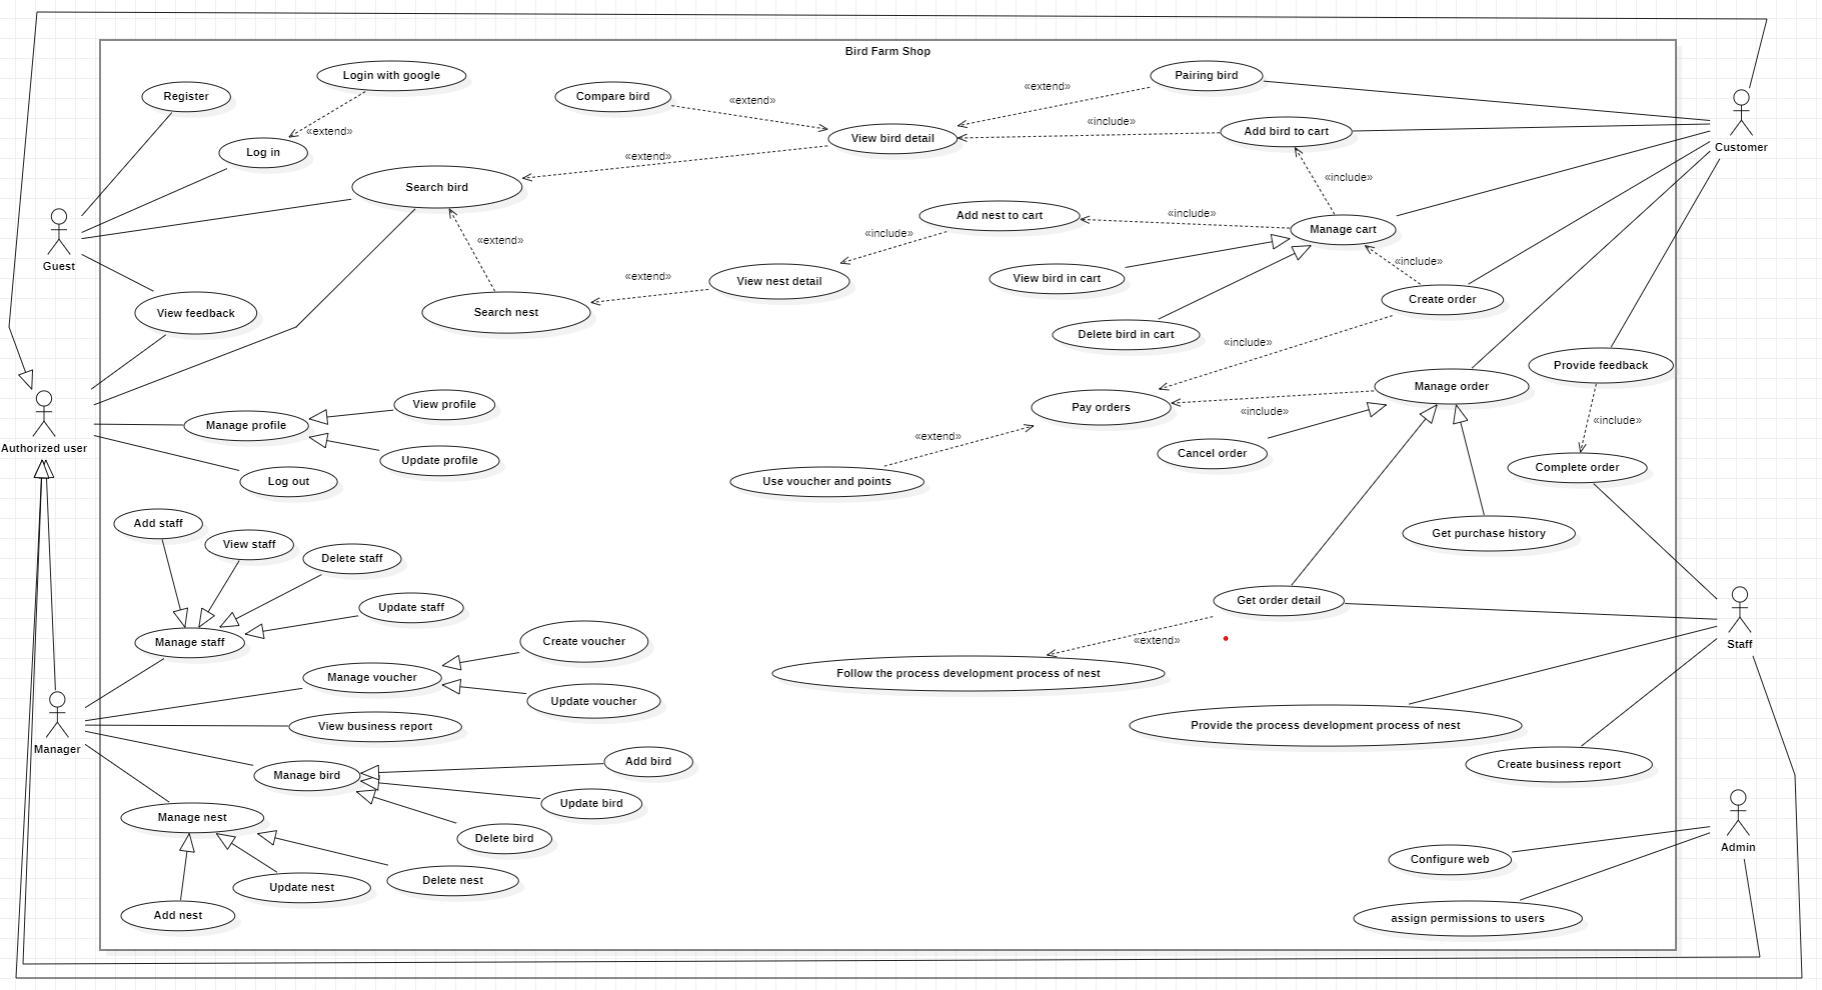 Bird Farm Shop
Login with google
Pairing bird
Register
Compare bird
«extend»
«extend»
«extend»
«include»
Log in
View bird detail
Add bird to cart
Customer
«extend»
Search bird
«include»
Add nest to cart
«include»
Manage cart
«extend»
«include»
Guest
«extend»
View nest detail
View bird in cart
«include»
Create order
View feedback
Search nest
Delete bird in cart
«include»
Provide feedback
Manage order
View profile
Pay orders
«include»
«include»
Manage profile
«extend»
Authorized user
Update profile
Cancel order
Complete order
Log out
Use voucher and points
Add staff
View staff
Get purchase history
Delete staff
Update staff
Get order detail
Manage staff
Create voucher
«extend»
Staff
Manage voucher
Follow the process development process of nest
Update voucher
View business report
Provide the process development process of nest
Manager
Add bird
Create business report
Manage bird
Update bird
Manage nest
Delete bird
Admin
Configure web
Delete nest
Update nest
Add nest
assign permissions to users